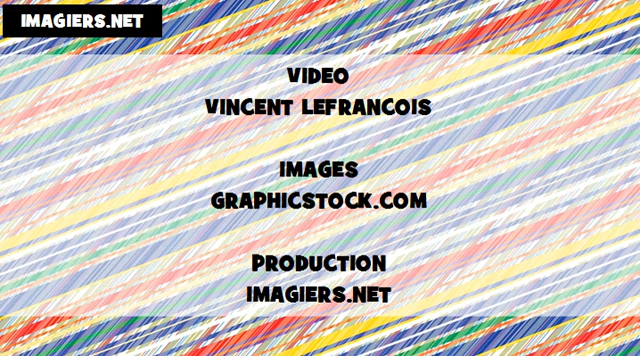 IMAGIERS.NET
VIDEO
VINCENT LEFRANCOIS
IMAGES
GRAPHICSTOCK.COM
PRODUCTION
IMAGIERS.NET